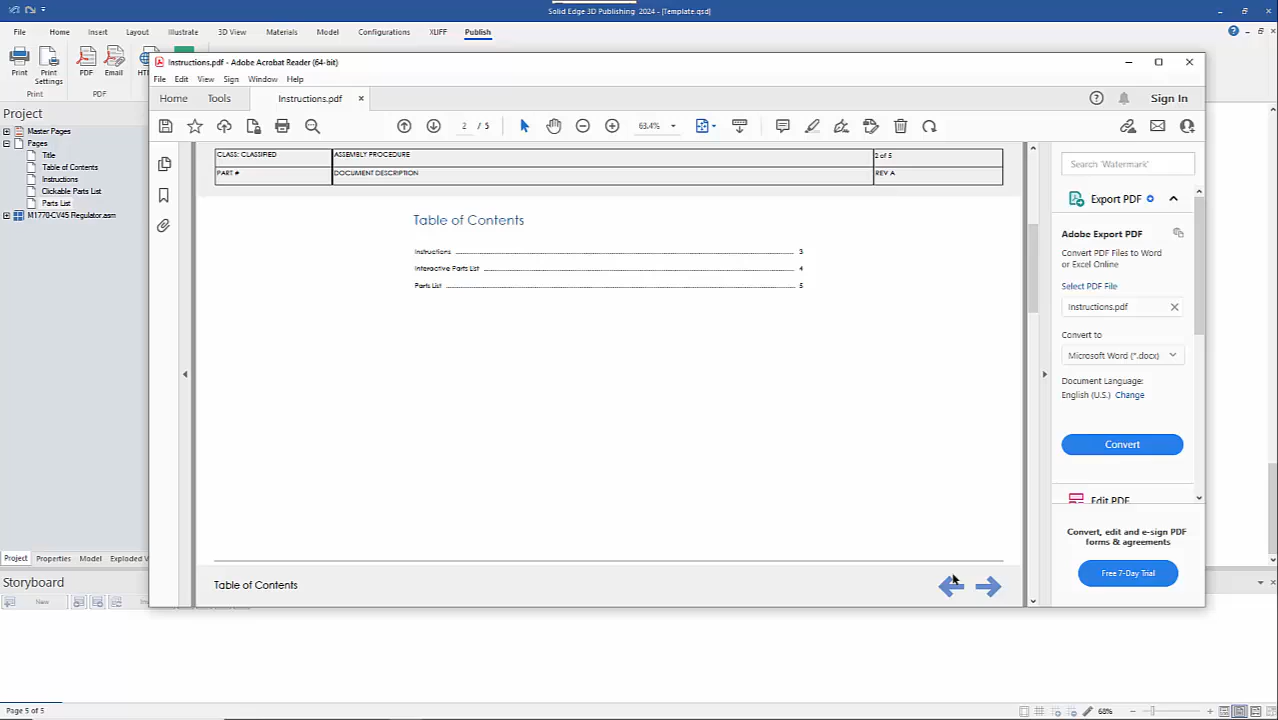 Solid Edge 3D Publishing 2024 - [Template.qsd]
File Home Insert Layout Illustrate 3D View Materials Model Configurations XLIFF Publish
Print Print Settings PDF Email
Print PDF
Project
Master Pages
Pages
Title
Table of Contents
Instructions
Clickable Parts List
Parts List
M1770-CV45 Regulator.asm
Project Properties Model Exploded V
Storyboard
New
Page 5 of 5
68%
Instructions.pdf - Adobe Acrobat Reader (64-bit)
File Edit View Sign Window Help
Home Tools Instructions.pdf Sign In
2 / 5 63.4%
CLASS: CLASSIFIED ASSEMBLY PROCEDURE 2 of 5
PART # DOCUMENT DESCRIPTION REV A
Table of Contents
Instructions 3
Interactive Parts List 4
Parts List 5
Table of Contents
Search 'Watermark'
Export PDF
Adobe Export PDF
Convert PDF Files to Word
or Excel Online
Select PDF File
Instructions.pdf
Convert to
Microsoft Word (*.docx)
Document Language:
English (U.S.) Change
Convert
Edit PDF
Convert, edit and e-sign PDF
forms & agreements
Free 7-Day Trial